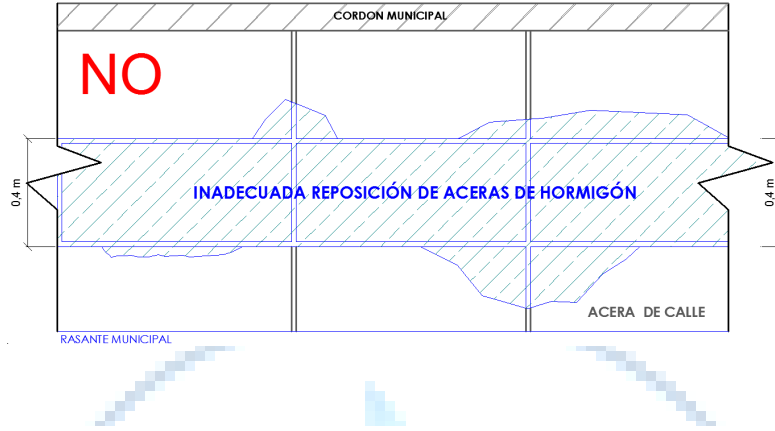 CORDON MUNICIPAL
NO
0,4 m
INADECUADA REPOSICIÓN DE ACERAS DE HORMIGÓN
0,4 m
ACERA DE CALLE
RASANTE MUNICIPAL